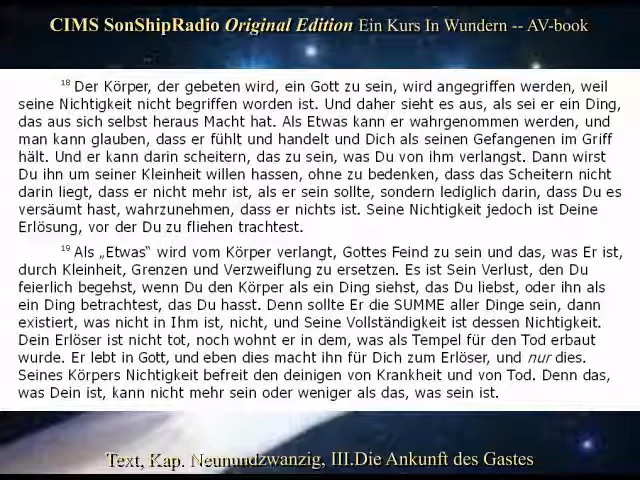 CIMS SonShipRadio Original Edition Ein Kurs In Wundern -- AV-book
18 Der Körper, der gebeten wird, ein Gott zu sein, wird angegriffen werden, weil
seine Nichtigkeit nicht begriffen worden ist. Und daher sieht es aus, als sei er ein Ding,
das aus sich selbst heraus Macht hat. Als Etwas kann er wahrgenommen werden, und
man kann glauben, dass er fühlt und handelt und Dich als seinen Gefangenen im Griff
hält. Und er kann darin scheitern, das zu sein, was Du von ihm verlangst. Dann wirst
Du ihn um seiner Kleinheit willen hassen, ohne zu bedenken, dass das Scheitern nicht
darin liegt, dass er nicht mehr ist, als er sein sollte, sondern lediglich darin, dass Du es
versäumt hast, wahrzunehmen, dass er nichts ist. Seine Nichtigkeit jedoch ist Deine
Erlösung, vor der Du zu fliehen trachtest.
19 Als „Etwas“ wird vom Körper verlangt, Gottes Feind zu sein und das, was Er ist,
durch Kleinheit, Grenzen und Verzweiflung zu ersetzen. Es ist Sein Verlust, den Du
feierlich begehst, wenn Du den Körper als ein Ding siehst, das Du liebst, oder ihn als
ein Ding betrachtest, das Du hasst. Denn sollte Er die SUMME aller Dinge sein, dann
existiert, was nicht in Ihm ist, nicht, und Seine Vollständigkeit ist dessen Nichtigkeit.
Dein Erlöser ist nicht tot, noch wohnt er in dem, was als Tempel für den Tod erbaut
wurde. Er lebt in Gott, und eben dies macht ihn für Dich zum Erlöser, und nur dies.
Seines Körpers Nichtigkeit befreit den deinigen von Krankheit und von Tod. Denn das,
was Dein ist, kann nicht mehr sein oder weniger als das, was sein ist.
Text, Kap. Neunundzwanzig, III.Die Ankunft des Gastes